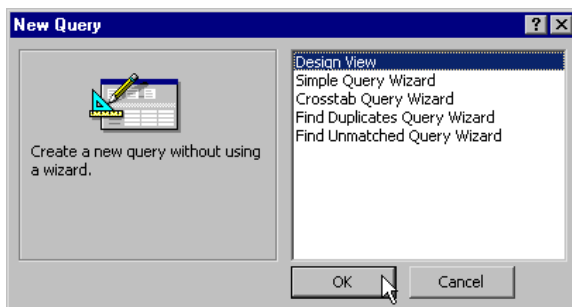 New Query
Create a new query without using
a wizard.
Design View
Simple Query Wizard
Crosstab Query Wizard
Find Duplicates Query Wizard
Find Unmatched Query Wizard
OK
Cancel